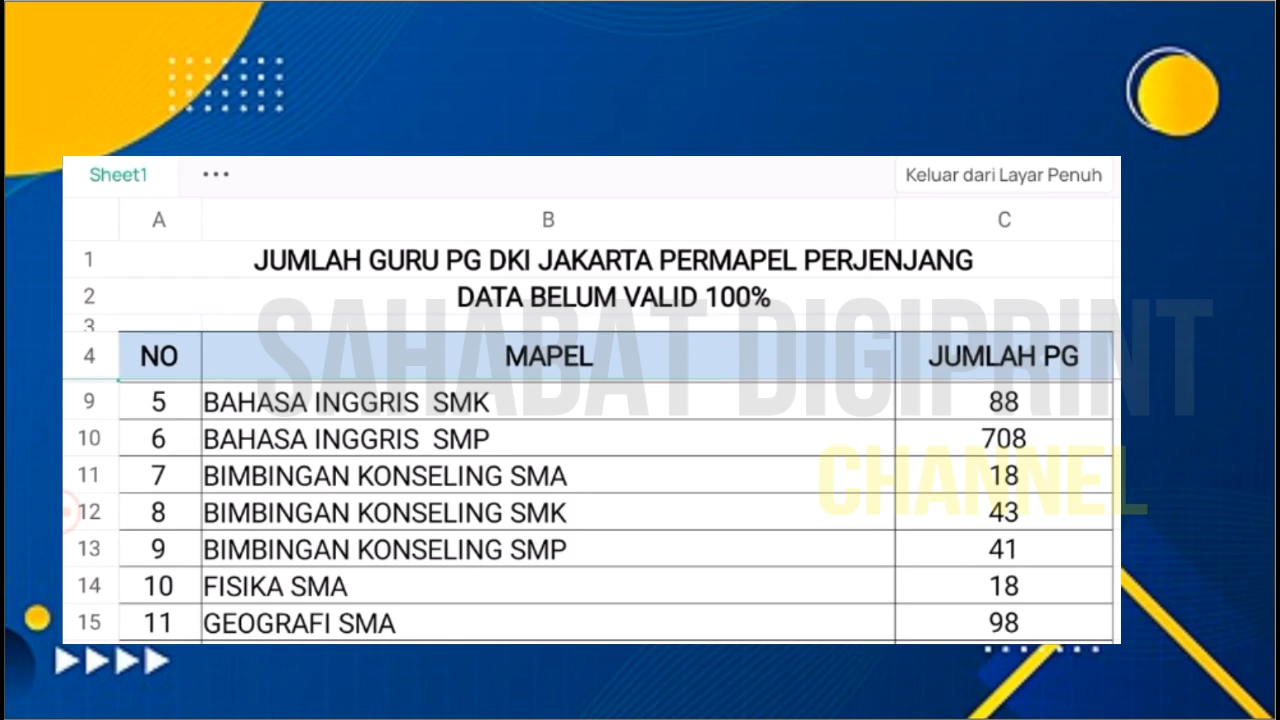 Sheet1 ••• Keluar dari Layar Penuh
A B C
1 JUMLAH GURU PG DKI JAKARTA PERMAPEL PERJENJANG
2 DATA BELUM VALID 100%
3
4 NO MAPEL JUMLAH PG
9 5 BAHASA INGGRIS  SMK 88
10 6 BAHASA INGGRIS  SMP 708
11 7 BIMBINGAN KONSELING SMA 18
12 8 BIMBINGAN KONSELING SMK 43
13 9 BIMBINGAN KONSELING SMP 41
14 10 FISIKA SMA 18
15 11 GEOGRAFI SMA 98
SAHABAT DIGIPRINT
CHANNEL